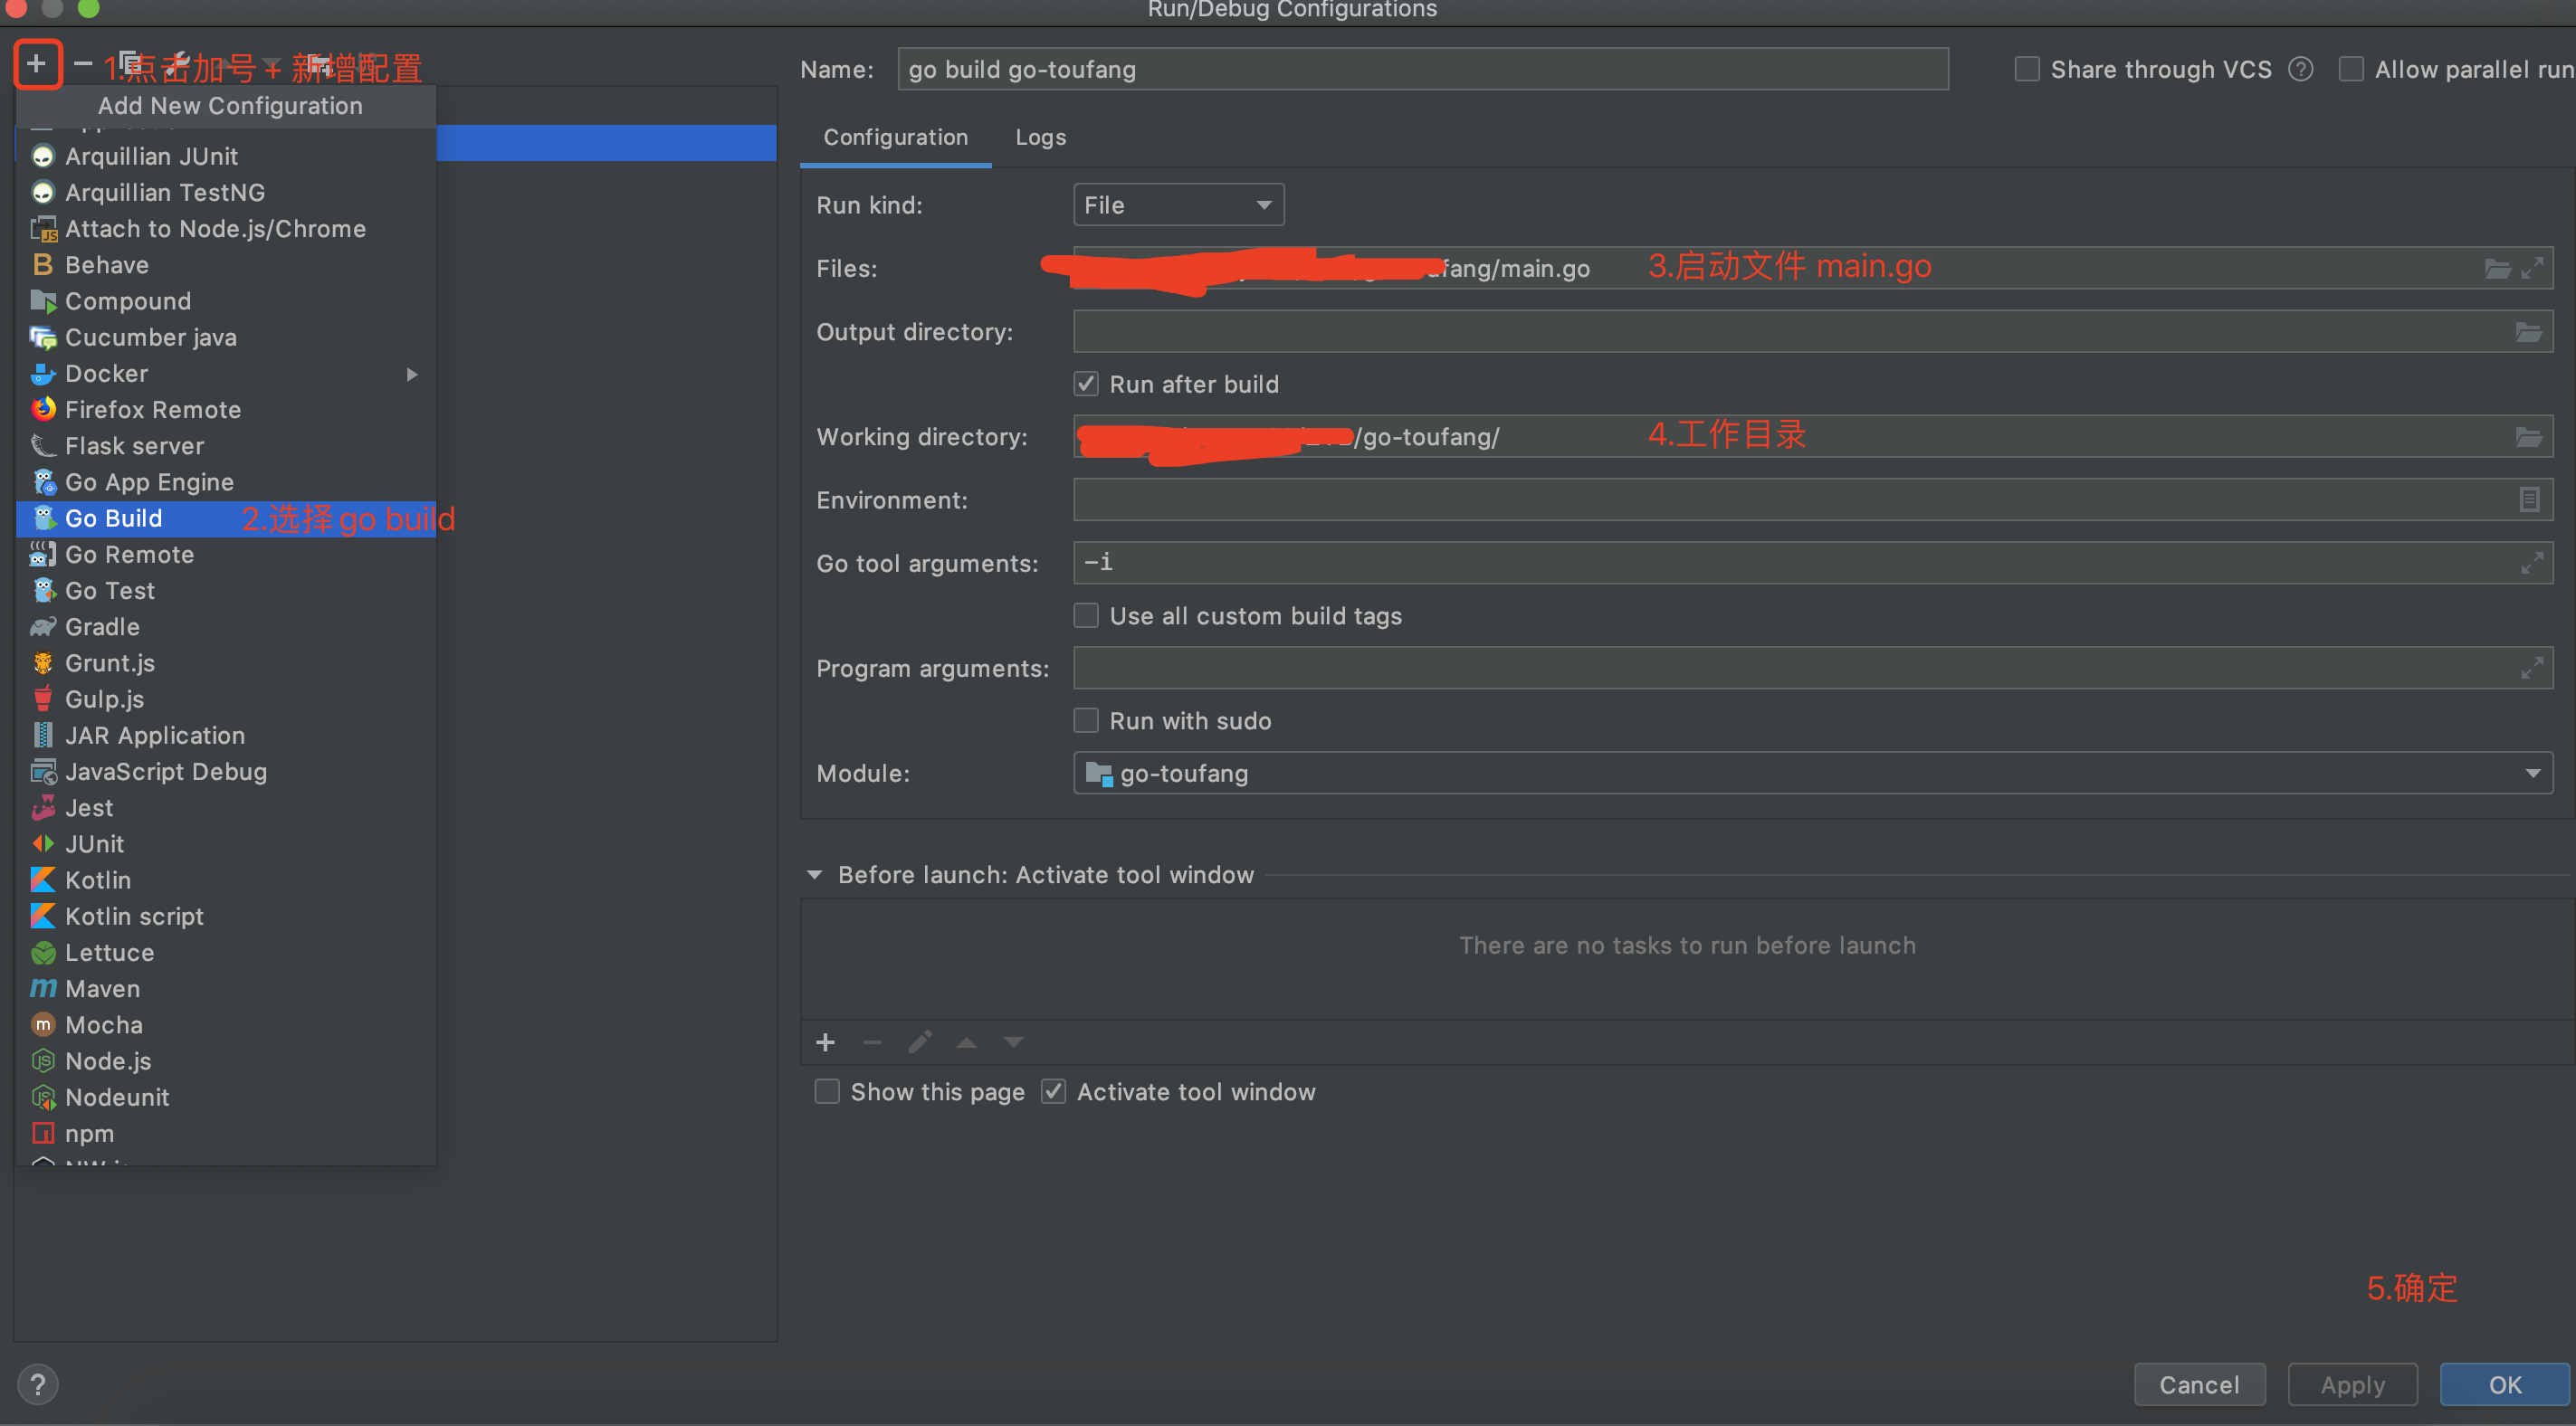 Run/Debug Configurations
1.点击加号 + 新增配置
Add New Configuration
Arquillian JUnit
Arquillian TestNG
Attach to Node.js/Chrome
Behave
Compound
Cucumber java
Docker
Firefox Remote
Flask server
Go App Engine
Go Build 2.选择 go build
Go Remote
Go Test
Gradle
Grunt.js
Gulp.js
JAR Application
JavaScript Debug
Jest
JUnit
Kotlin
Kotlin script
Lettuce
Maven
Mocha
Node.js
Nodeunit
npm
Name: go build go-toufang
Share through VCS
Allow parallel run
Configuration Logs
Run kind: File
Files: ufang/main.go 3.启动文件 main.go
Output directory:
Run after build
Working directory: /go-toufang/ 4.工作目录
Environment:
Go tool arguments: -i
Use all custom build tags
Program arguments:
Run with sudo
Module: go-toufang
Before launch: Activate tool window
There are no tasks to run before launch
Show this page Activate tool window
5.确定
? Cancel Apply OK